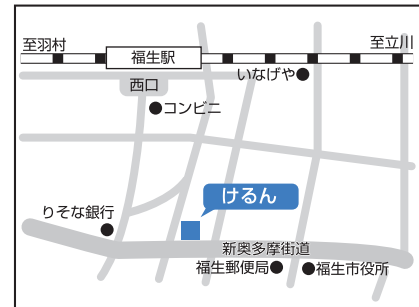 至羽村
福生駅
至立川
西口
いなげや
コンビニ
けるん
りそな銀行
新奥多摩街道
福生郵便局
福生市役所